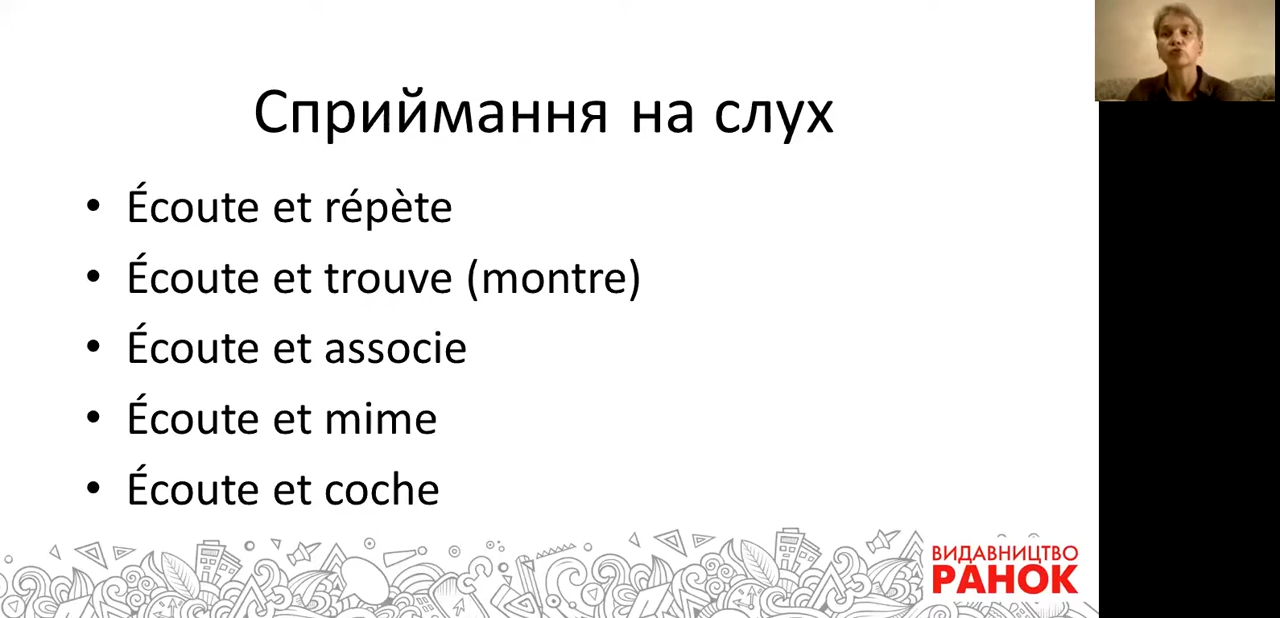 Сприймання на слух
• Écoute et répète
• Écoute et trouve (montre)
• Écoute et associe
• Écoute et mime
• Écoute et coche
ВИДАВНИЦТВО
РАНОК